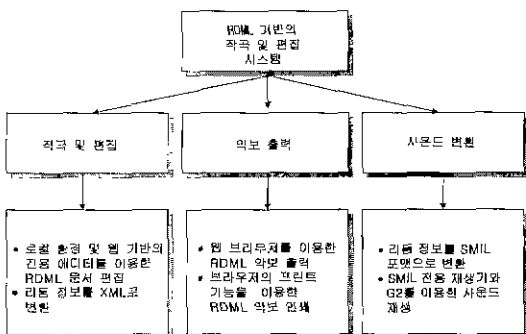 RDML 기반의
작곡 및 편집
시스템
작곡 및 편집
악보 출력
사운드 변환
• 로컬 환경 및 웹 기반의
전용 에디터를 이용한
RDML 문서 편집
• 리듬 정보를 XML로
변환
• 웹 브라우저를 이용한
RDML 악보 출력
• 브라우저의 프린트
기능을 이용한
RDML 악보 인쇄
• 리듬 정보를 SMIL
포맷으로 변환
• SMIL 전용 재생기와
G2를 이용한 사운드
재생